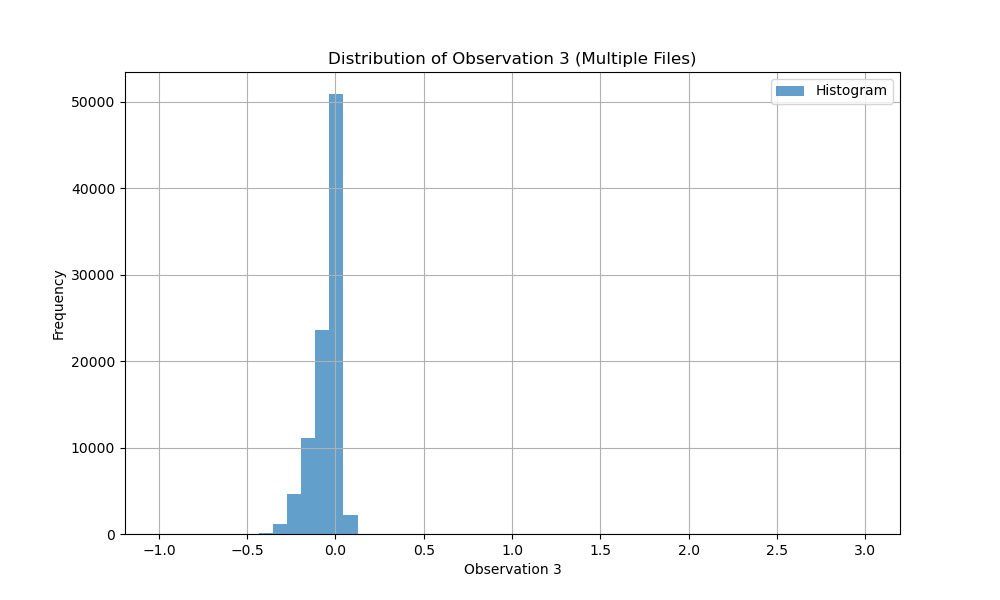 Distribution of Observation 3 (Multiple Files)
Histogram
50000
40000
30000
20000
10000
0
Frequency
−1.0 −0.5 0.0 0.5 1.0 1.5 2.0 2.5 3.0
Observation 3